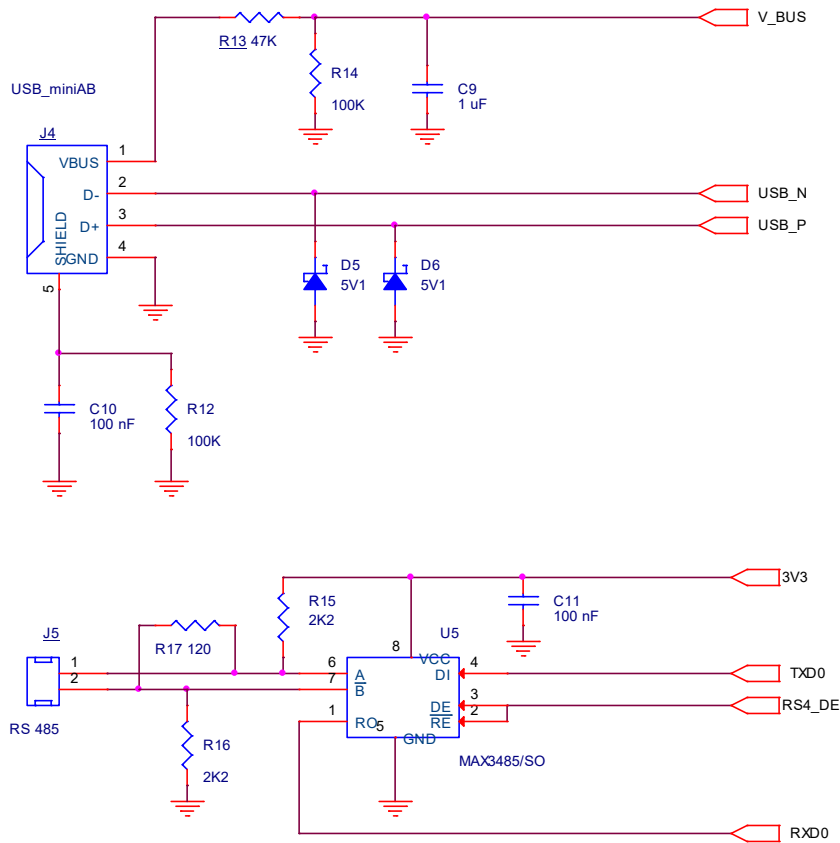 V_BUS
R13 47K
R14
100K
C9
1 uF
USB_miniAB
J4
VBUS
1
D-
2
USB_N
D+
3
USB_P
GND
4
SHIELD
5
D5
5V1
D6
5V1
C10
100 nF
R12
100K
3V3
R15
2K2
C11
100 nF
R17 120
J5
1
2
RS 485
U5
8
VCC
6
A
DI
4
TXD0
7
B
DE
3
RS4_DE
RE
2
1
RO
5
GND
MAX3485/SO
R16
2K2
RXD0